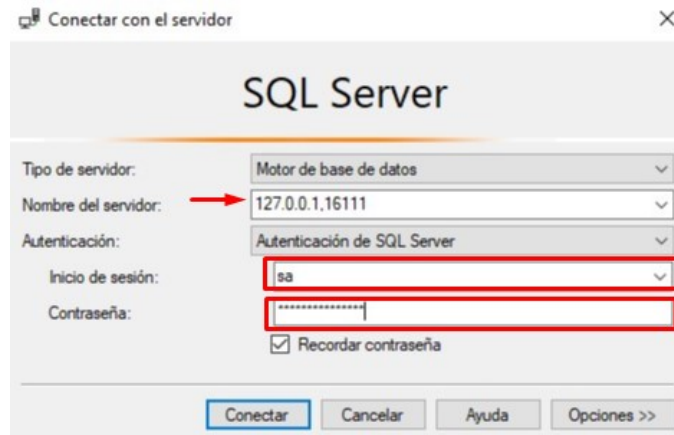 Conectar con el servidor
SQL Server
Tipo de servidor: Motor de base de datos
Nombre del servidor: 127.0.0.1,16111
Autenticación: Autenticación de SQL Server
Inicio de sesión: sa
Contraseña: ***************
Recordar contraseña
Conectar Cancelar Ayuda Opciones >>